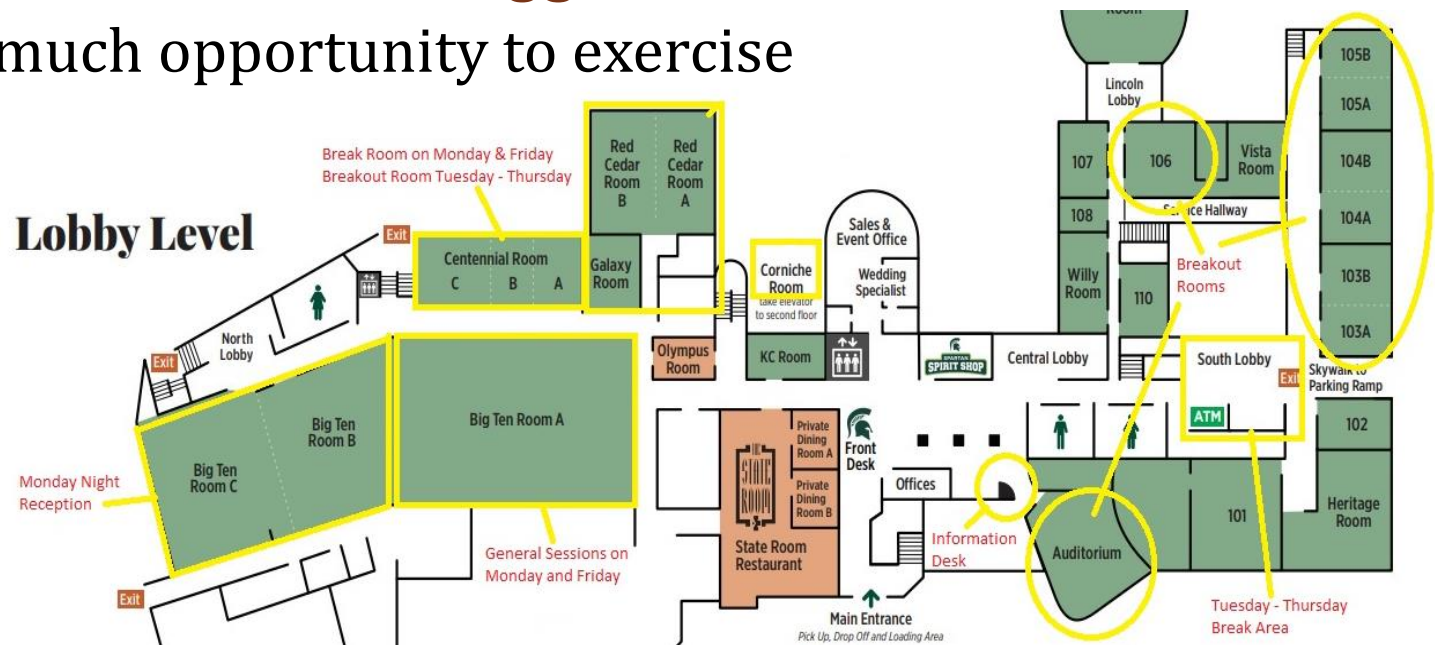 much opportunity to exercise
Lobby Level
Break Room on Monday & Friday
Breakout Room Tuesday - Thursday
Exit
Centennial Room
C B A
Red
Cedar
Room
B
Red
Cedar
Room
A
Galaxy
Room
Corniche
Room
take elevator
to second floor
Sales &
Event Office
Wedding
Specialist
North
Lobby
Exit
Olympus
Room
KC Room
SPARTAN
SPIRIT SHOP
Central Lobby
Lincoln
Lobby
107
106
Vista
Room
108
Service Hallway
Willy
Room
110
Breakout
Rooms
105B
105A
104B
104A
103B
103A
South Lobby
Exit
Skywalk to
Parking Ramp
ATM
102
Heritage
Room
101
Auditorium
Big Ten
Room C
Big Ten
Room B
Big Ten Room A
Monday Night
Reception
General Sessions on
Monday and Friday
Exit
THE
STATE
ROOM
Private
Dining
Room A
Private
Dining
Room B
State Room
Restaurant
Front
Desk
Offices
Information
Desk
Main Entrance
Pick Up, Drop Off and Loading Area
Tuesday - Thursday
Break Area